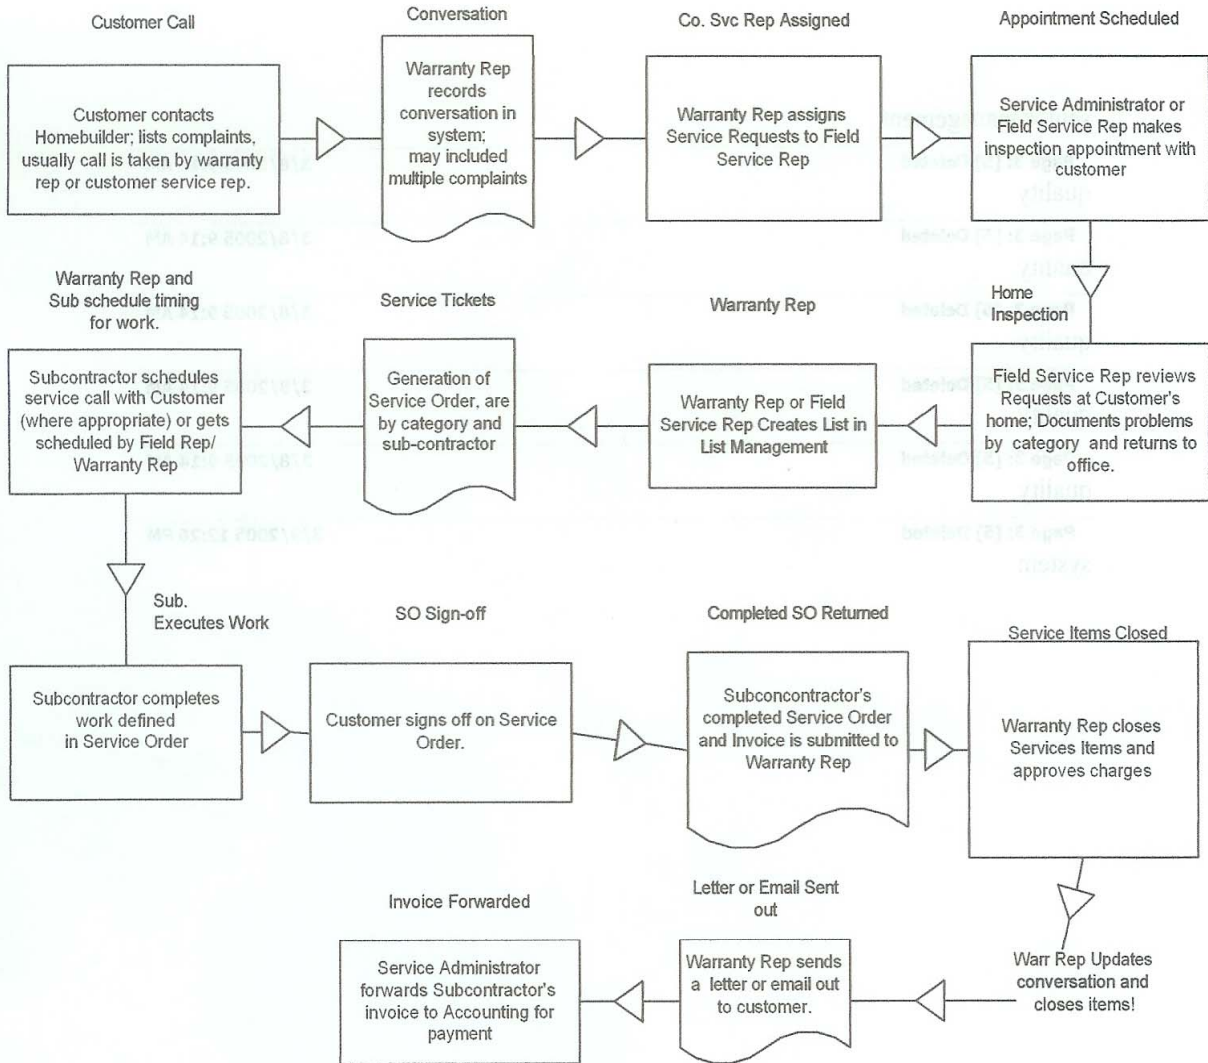 Customer Call
Conversation
Co. Svc Rep Assigned
Appointment Scheduled
Customer contacts
Homebuilder; lists complaints,
usually call is taken by warranty
rep or customer service rep.
Warranty Rep
records
conversation in
system;
may included
multiple complaints
Warranty Rep assigns
Service Requests to Field
Service Rep
Service Administrator or
Field Service Rep makes
inspection appointment with
customer
Home
Inspection
Field Service Rep reviews
Requests at Customer's
home; Documents problems
by category and returns to
office.
Warranty Rep
Warranty Rep or Field
Service Rep Creates List in
List Management
Service Tickets
Generation of
Service Order, are
by category and
sub-contractor
Warranty Rep and
Sub schedule timing
for work.
Subcontractor schedules
service call with Customer
(where appropriate) or gets
scheduled by Field Rep/
Warranty Rep
Sub.
Executes Work
Subcontractor completes
work defined
in Service Order
SO Sign-off
Customer signs off on Service
Order.
Completed SO Returned
Subconcontractor's
completed Service Order
and Invoice is submitted to
Warranty Rep
Service Items Closed
Warranty Rep closes
Services Items and
approves charges
Warr Rep Updates
conversation and
closes items!
Letter or Email Sent
out
Warranty Rep sends
a letter or email out
to customer.
Invoice Forwarded
Service Administrator
forwards Subcontractor's
invoice to Accounting for
payment